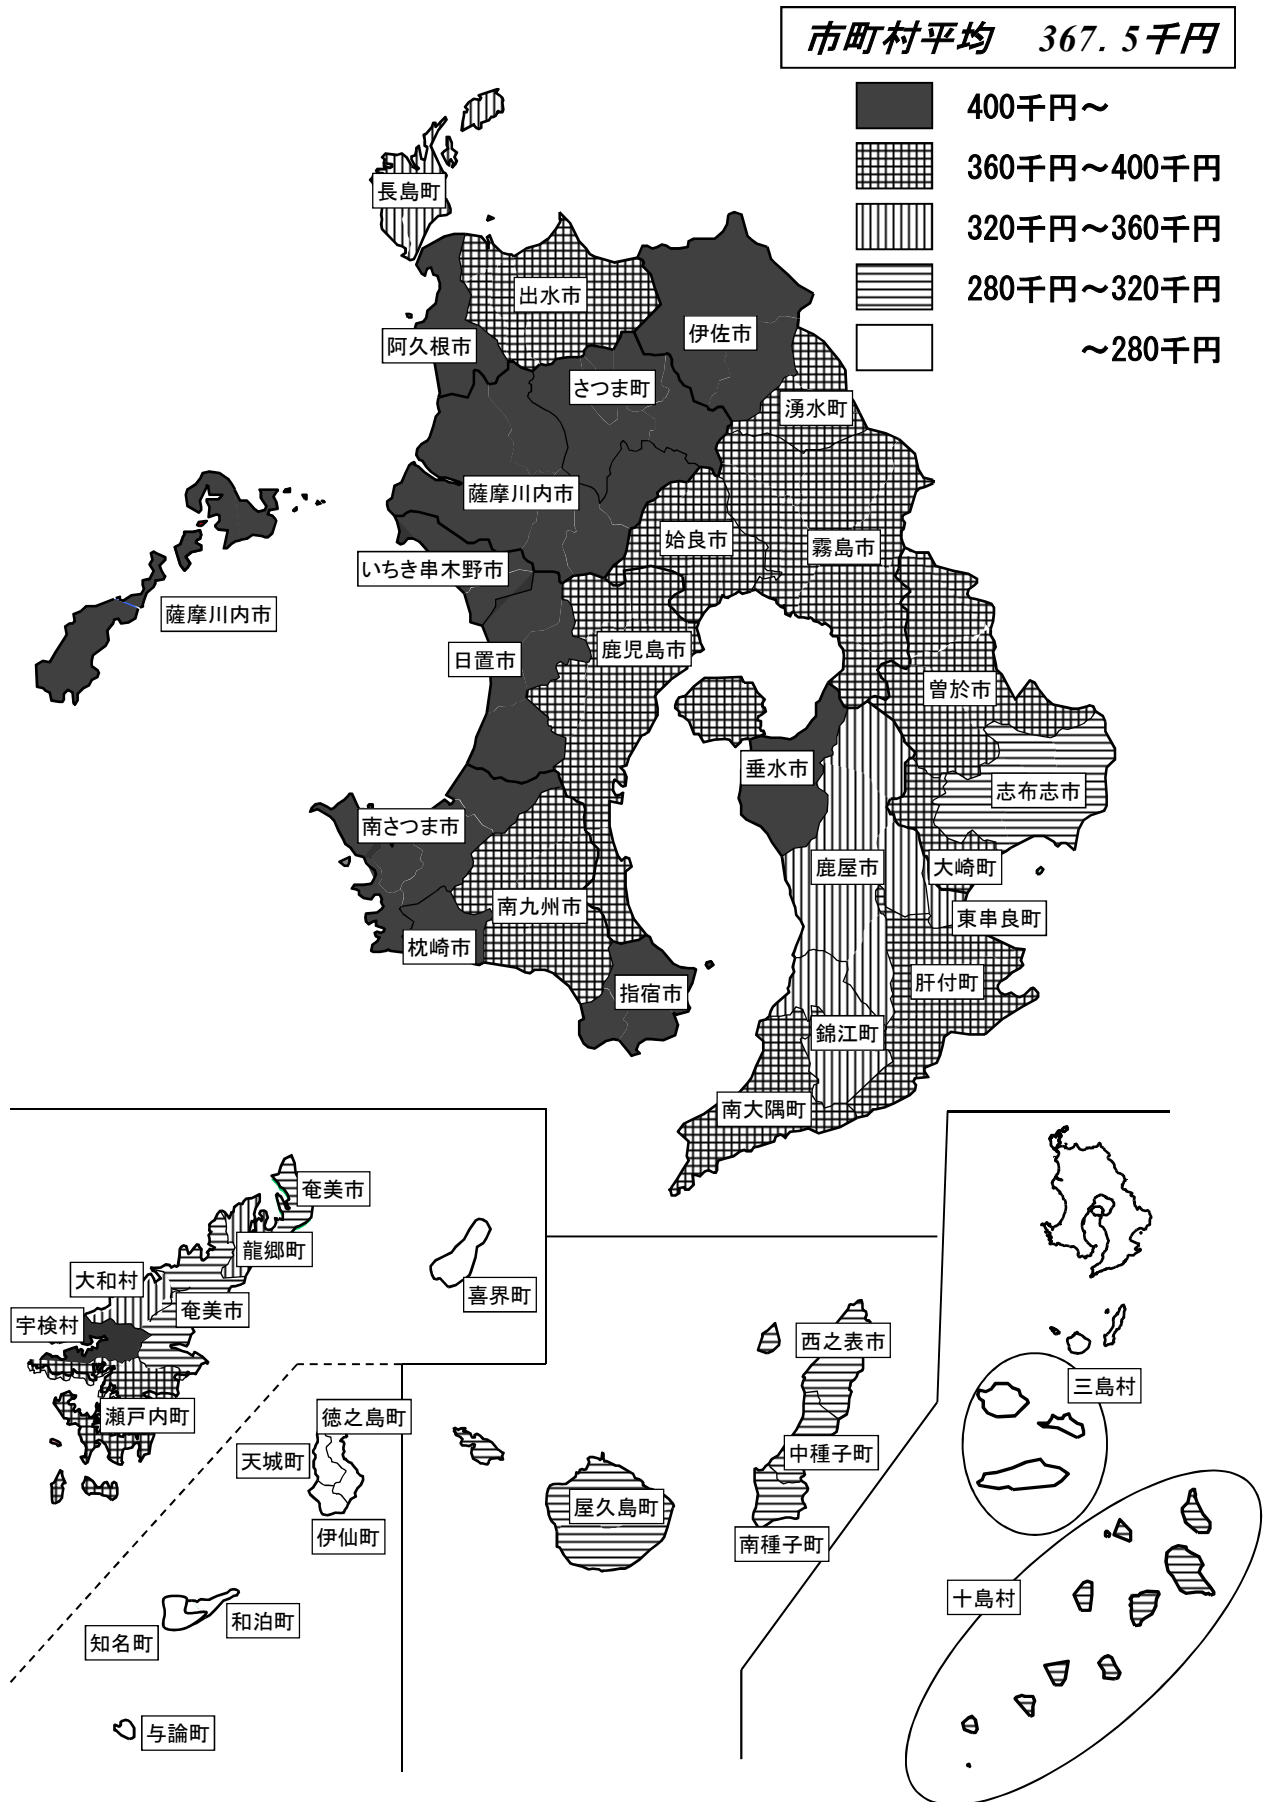 市町村平均　367．5千円
400千円～
360千円～400千円
320千円～360千円
280千円～320千円
～280千円
長島町
出水市
伊佐市
阿久根市
さつま町
湧水町
薩摩川内市
姶良市
霧島市
いちき串木野市
薩摩川内市
鹿児島市
日置市
曽於市
垂水市
志布志市
南さつま市
鹿屋市
大崎町
南九州市
東串良町
枕崎市
肝付町
指宿市
錦江町
南大隅町
奄美市
龍郷町
大和村
喜界町
奄美市
宇検村
西之表市
三島村
瀬戸内町
徳之島町
中種子町
天城町
屋久島町
伊仙町
南種子町
十島村
和泊町
知名町
与論町